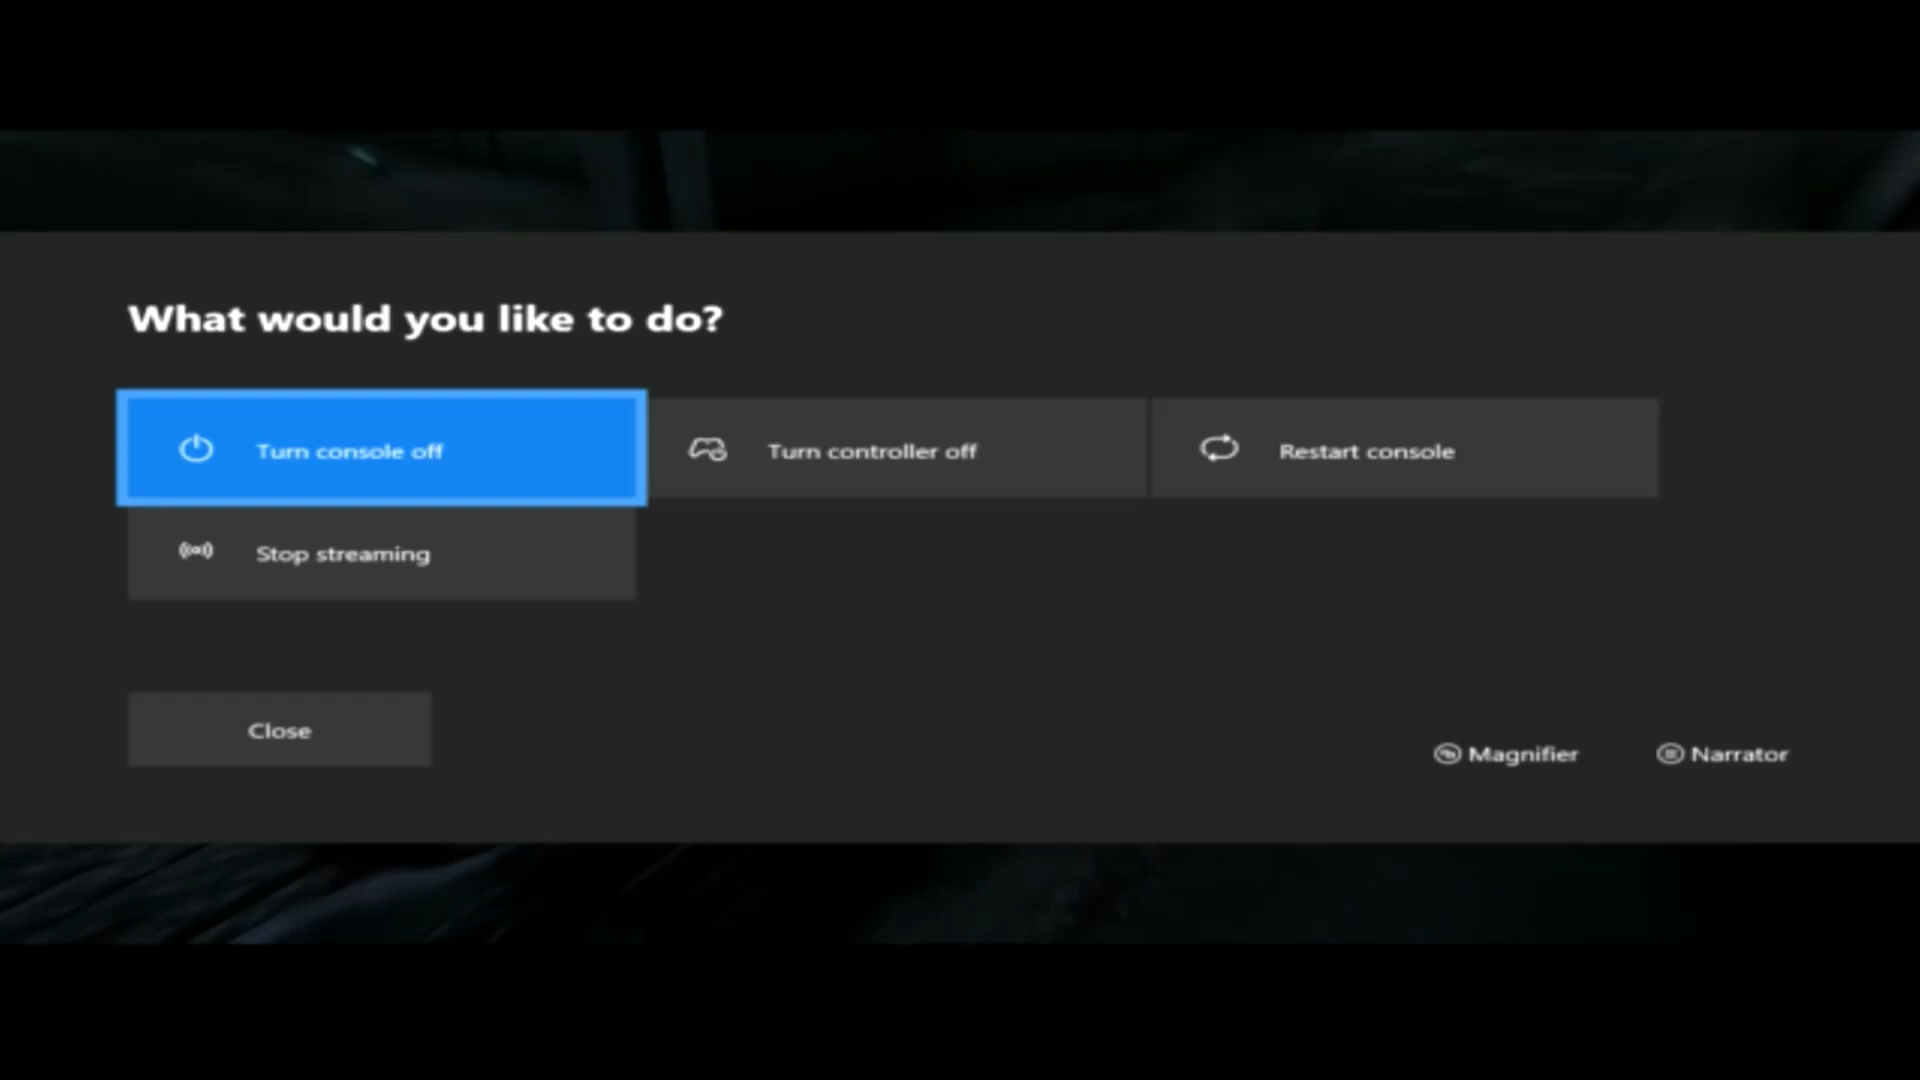 What would you like to do?
Turn console off
Turn controller off
Restart console
Stop streaming
Close
Magnifier
Narrator